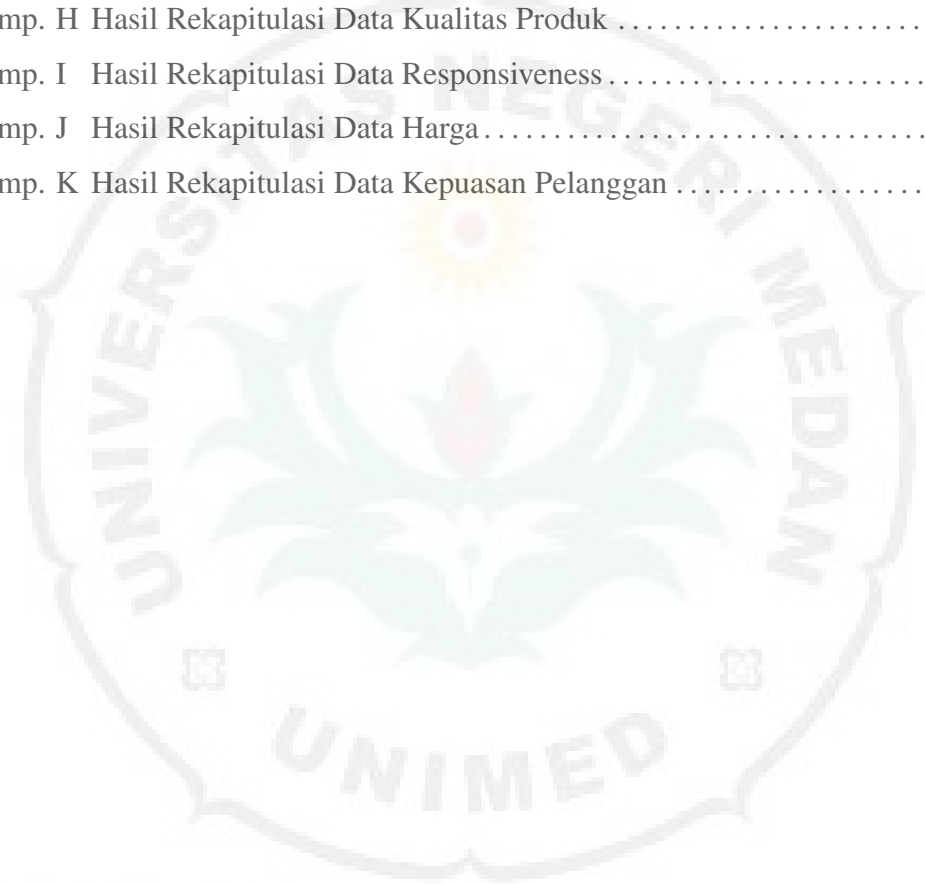 mp. H Hasil Rekapitulasi Data Kualitas Produk ......................
mp. I Hasil Rekapitulasi Data Responsiveness .......................
mp. J Hasil Rekapitulasi Data Harga ................................
mp. K Hasil Rekapitulasi Data Kepuasan Pelanggan ..................
UNIVERSITAS NEGERI MEDAN
UNIMED